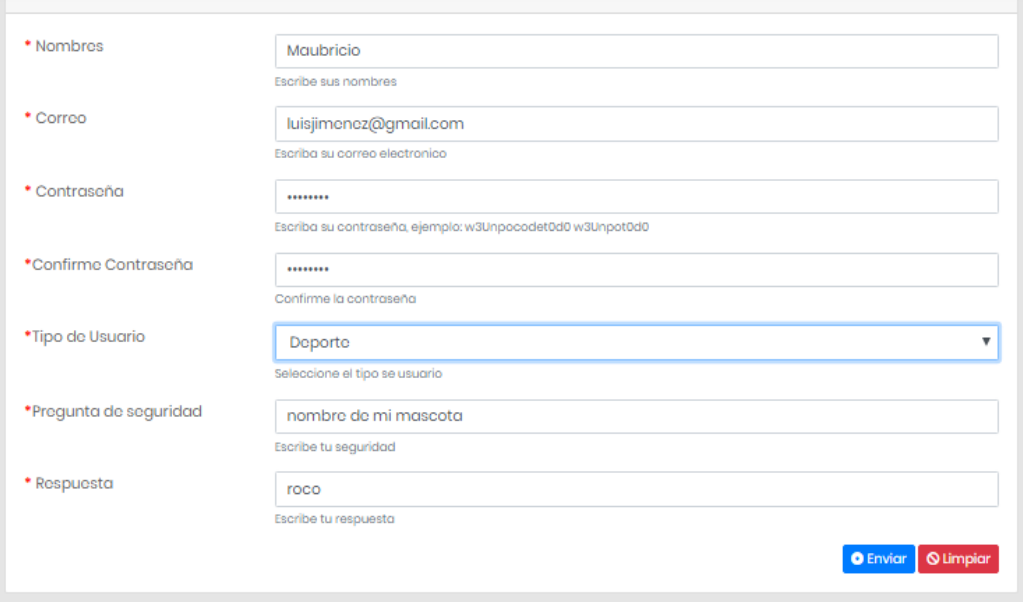 * Nombres
Maubricio
Escribe sus nombres
* Correo
luisjimenez@gmail.com
Escriba su correo electronico
* Contraseña
••••••••
Escriba su contraseña, ejemplo: w3Unpocodet0d0 w3Unpot0d0
*Confirme Contraseña
••••••••
Confirme la contraseña
*Tipo de Usuario
Deporte
Seleccione el tipo se usuario
*Pregunta de seguridad
nombre de mi mascota
Escribe tu seguridad
* Respuesta
roco
Escribe tu respuesta
Enviar Limpiar